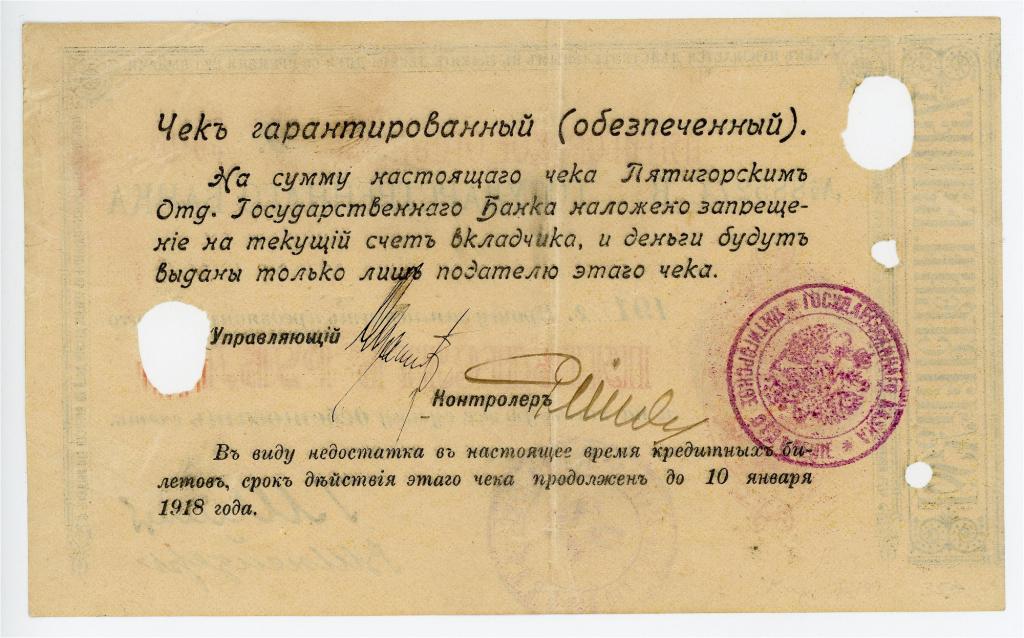 Чекъ гарантированный (обезпеченный).
На сумму настоящаго чека Пятигорскимъ
Отд. Государственнаго Банка наложено запреще-
ніе на текущій счетъ вкладчика, и деньги будутъ
выданы только лишь подателю этаго чека.
Управляющій
Контролеръ
Въ виду недостатка въ настоящее время кредитныхъ би-
летовъ, срокъ дѣйствія этаго чека продолженъ до 10 января
1918 года.
ГОСУДАРСТВЕННАГО БАНКА